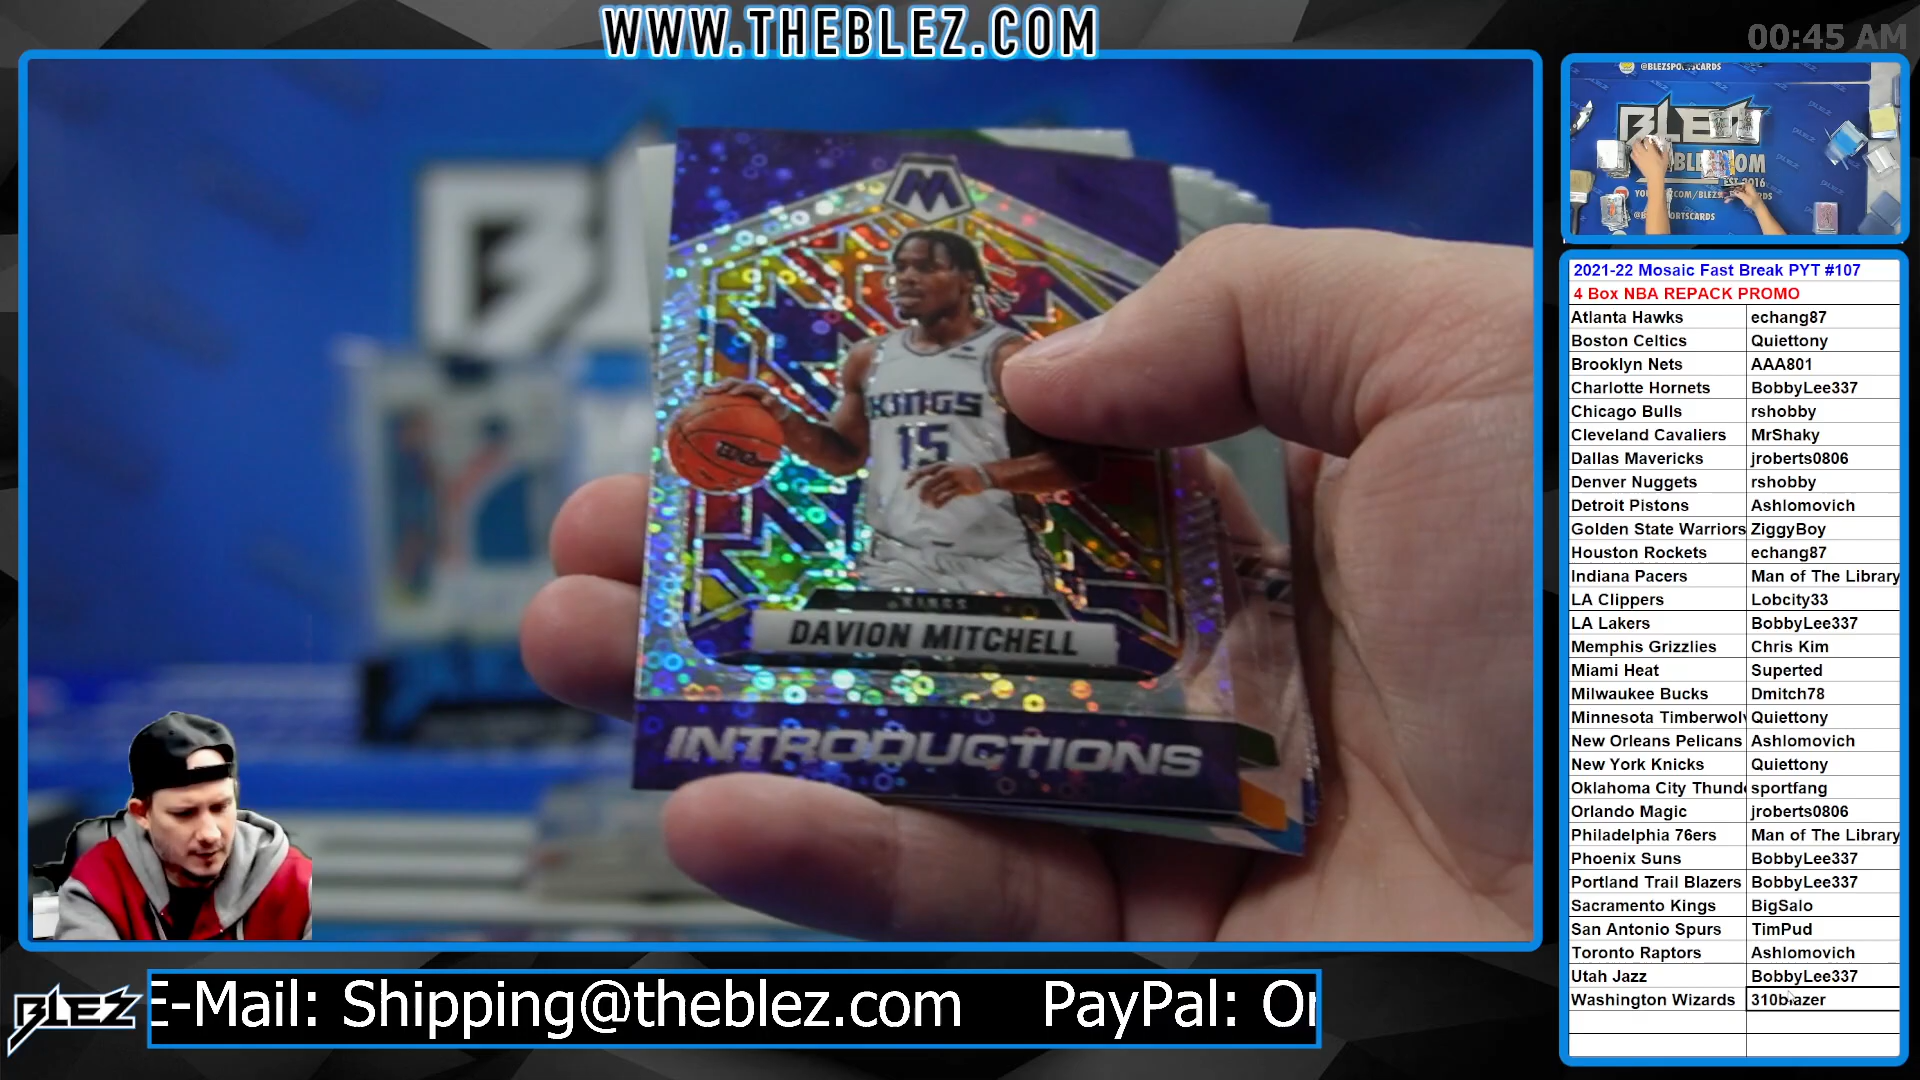 WWW.THEBLEZ.COM
00:45 AM
M
KINGS
15
KINGS
DAVION MITCHELL
INTRODUCTIONS
@BLEZSPORTSCARDS
2021-22 Mosaic Fast Break PYT #107
4 Box NBA REPACK PROMO
Atlanta Hawks echang87
Boston Celtics Quiettony
Brooklyn Nets AAA801
Charlotte Hornets BobbyLee337
Chicago Bulls rshobby
Cleveland Cavaliers MrShaky
Dallas Mavericks jroberts0806
Denver Nuggets rshobby
Detroit Pistons Ashlomovich
Golden State Warriors ZiggyBoy
Houston Rockets echang87
Indiana Pacers Man of The Library
LA Clippers Lobcity33
LA Lakers BobbyLee337
Memphis Grizzlies Chris Kim
Miami Heat Superted
Milwaukee Bucks Dmitch78
Minnesota Timberwol Quiettony
New Orleans Pelicans Ashlomovich
New York Knicks Quiettony
Oklahoma City Thund sportfang
Orlando Magic jroberts0806
Philadelphia 76ers Man of The Library
Phoenix Suns BobbyLee337
Portland Trail Blazers BobbyLee337
Sacramento Kings BigSalo
San Antonio Spurs TimPud
Toronto Raptors Ashlomovich
Utah Jazz BobbyLee337
Washington Wizards 310blazer
BLEZ
E-Mail: Shipping@theblez.com PayPal: Or